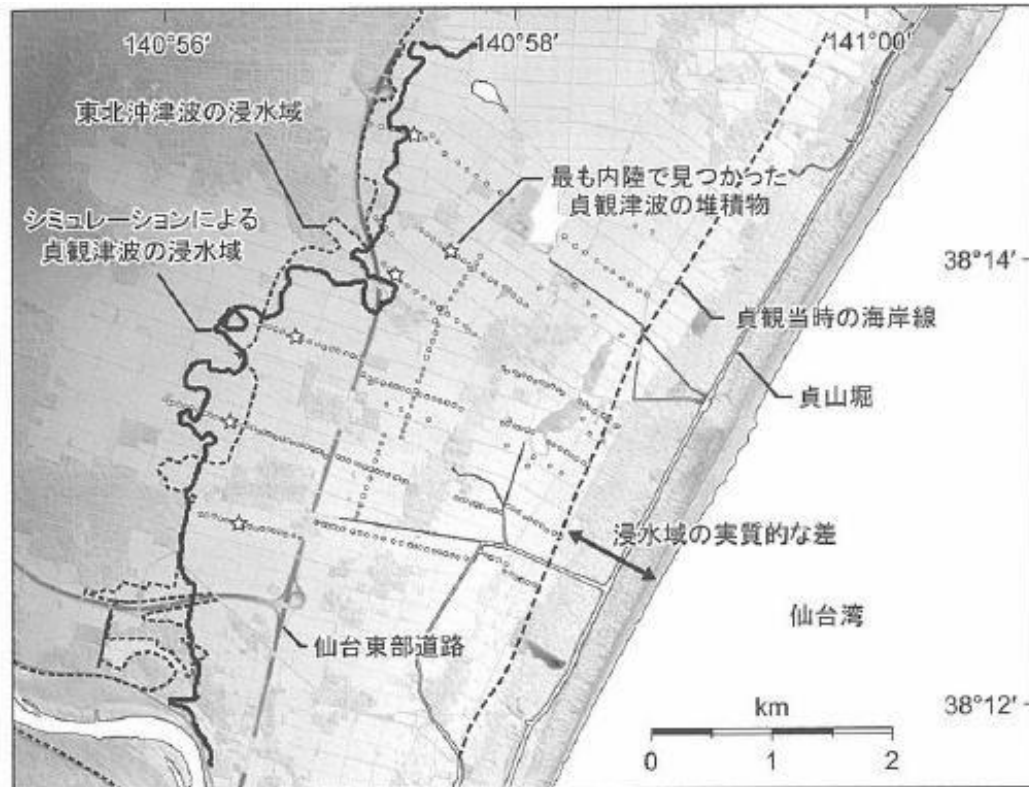 140°56′
140°58′
141°00′
東北沖津波の浸水域
シミュレーションによる
貞観津波の浸水域
最も内陸で見つかった
貞観津波の堆積物
38°14′
貞観当時の海岸線
貞山堀
浸水域の実質的な差
仙台湾
仙台東部道路
38°12′
km
0 1 2